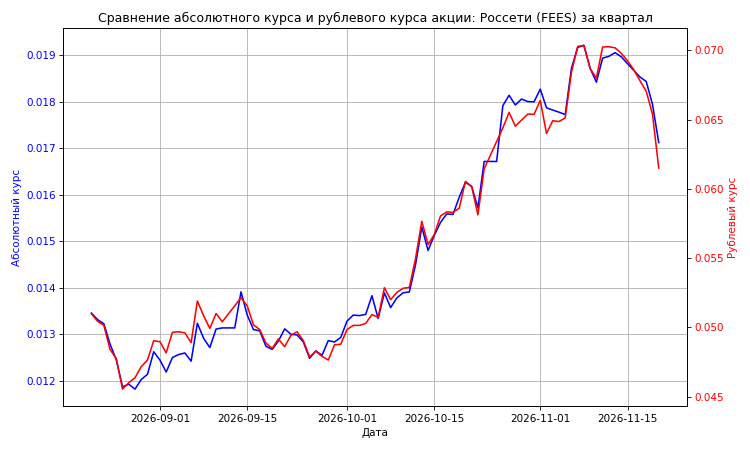 Сравнение абсолютного курса и рублевого курса акции: Россети (FEES) за квартал
0.019
0.018
0.017
0.016
0.015
0.014
0.013
0.012
Абсолютный курс
0.070
0.065
0.060
0.055
0.050
0.045
Рублевый курс
2026-09-01 2026-09-15 2026-10-01 2026-10-15 2026-11-01 2026-11-15
Дата